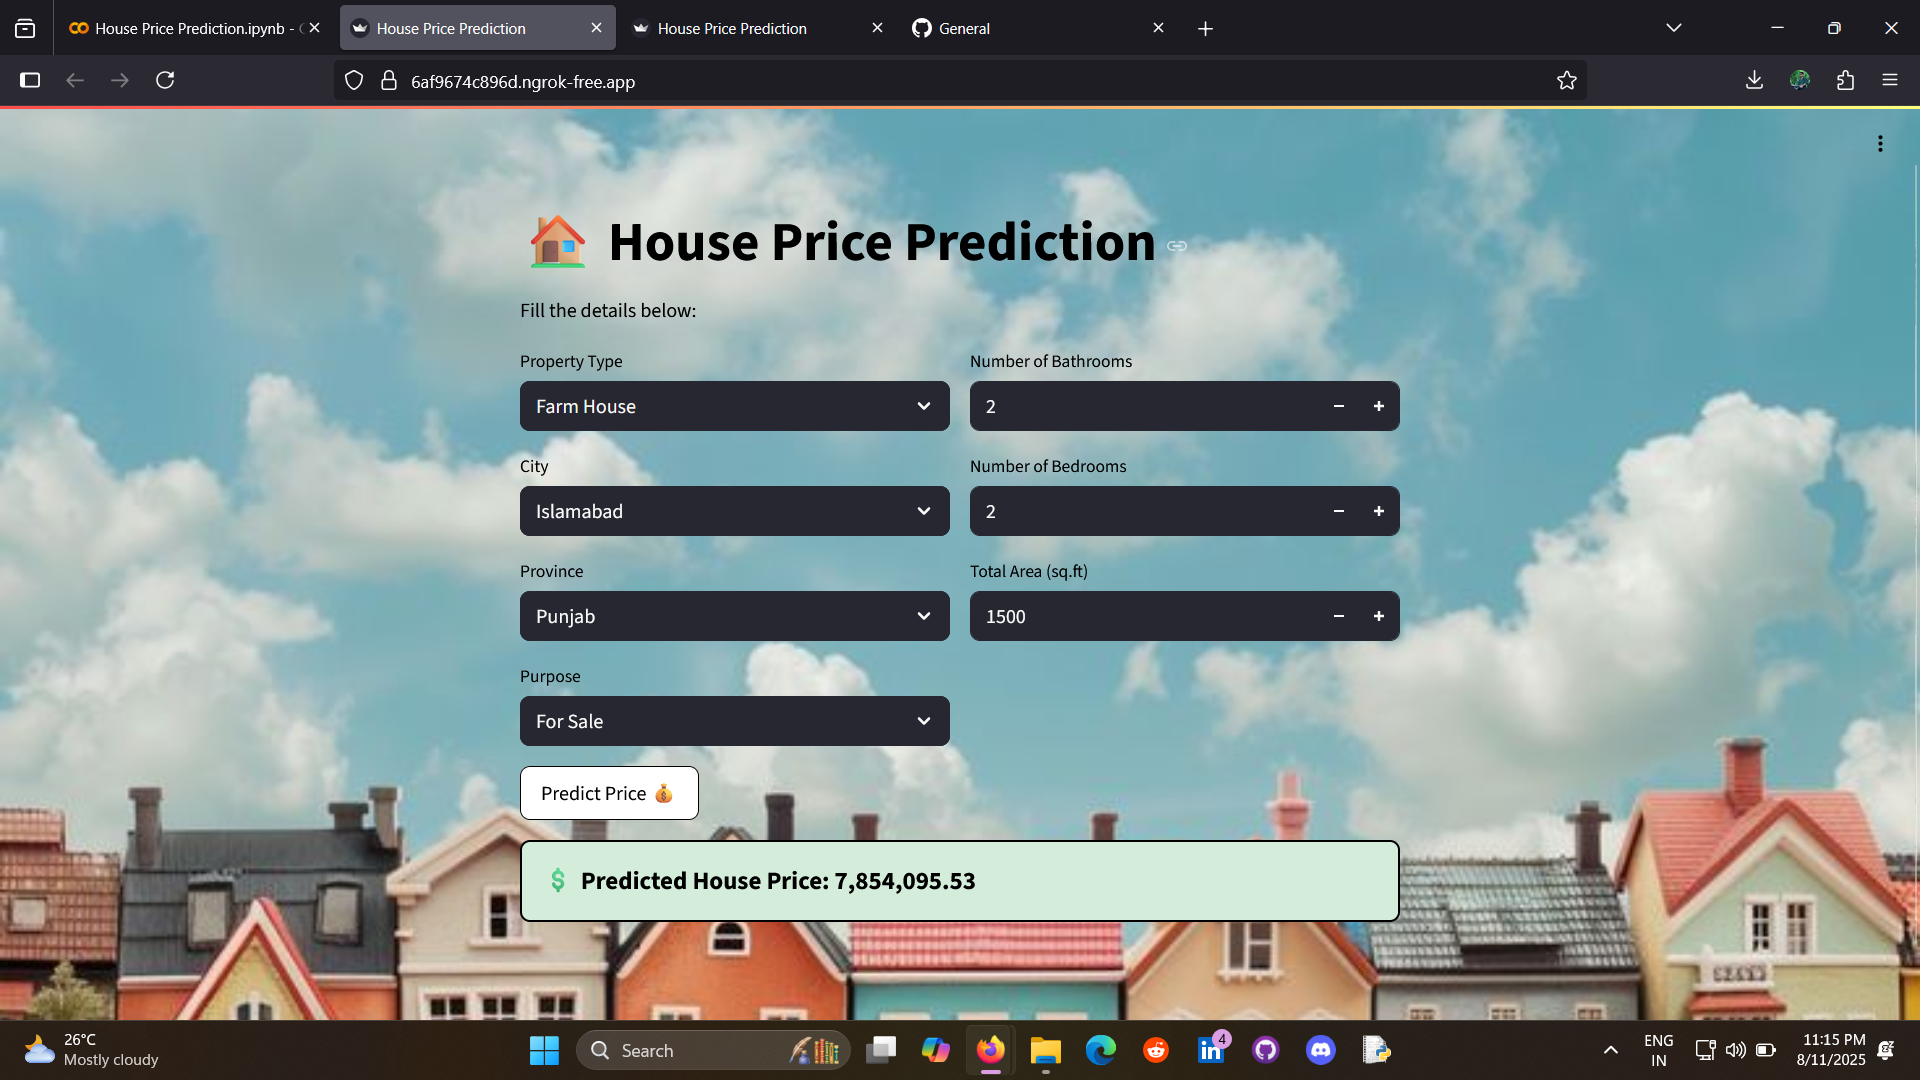 House Price Prediction.ipynb - C
House Price Prediction
House Price Prediction
General
6af9674c896d.ngrok-free.app
House Price Prediction
Fill the details below:
Property Type
Farm House
Number of Bathrooms
2
City
Islamabad
Number of Bedrooms
2
Province
Punjab
Total Area (sq.ft)
1500
Purpose
For Sale
Predict Price 💰
💲 Predicted House Price: 7,854,095.53
26°C
Mostly cloudy
Search
4
ENG
IN
11:15 PM
8/11/2025